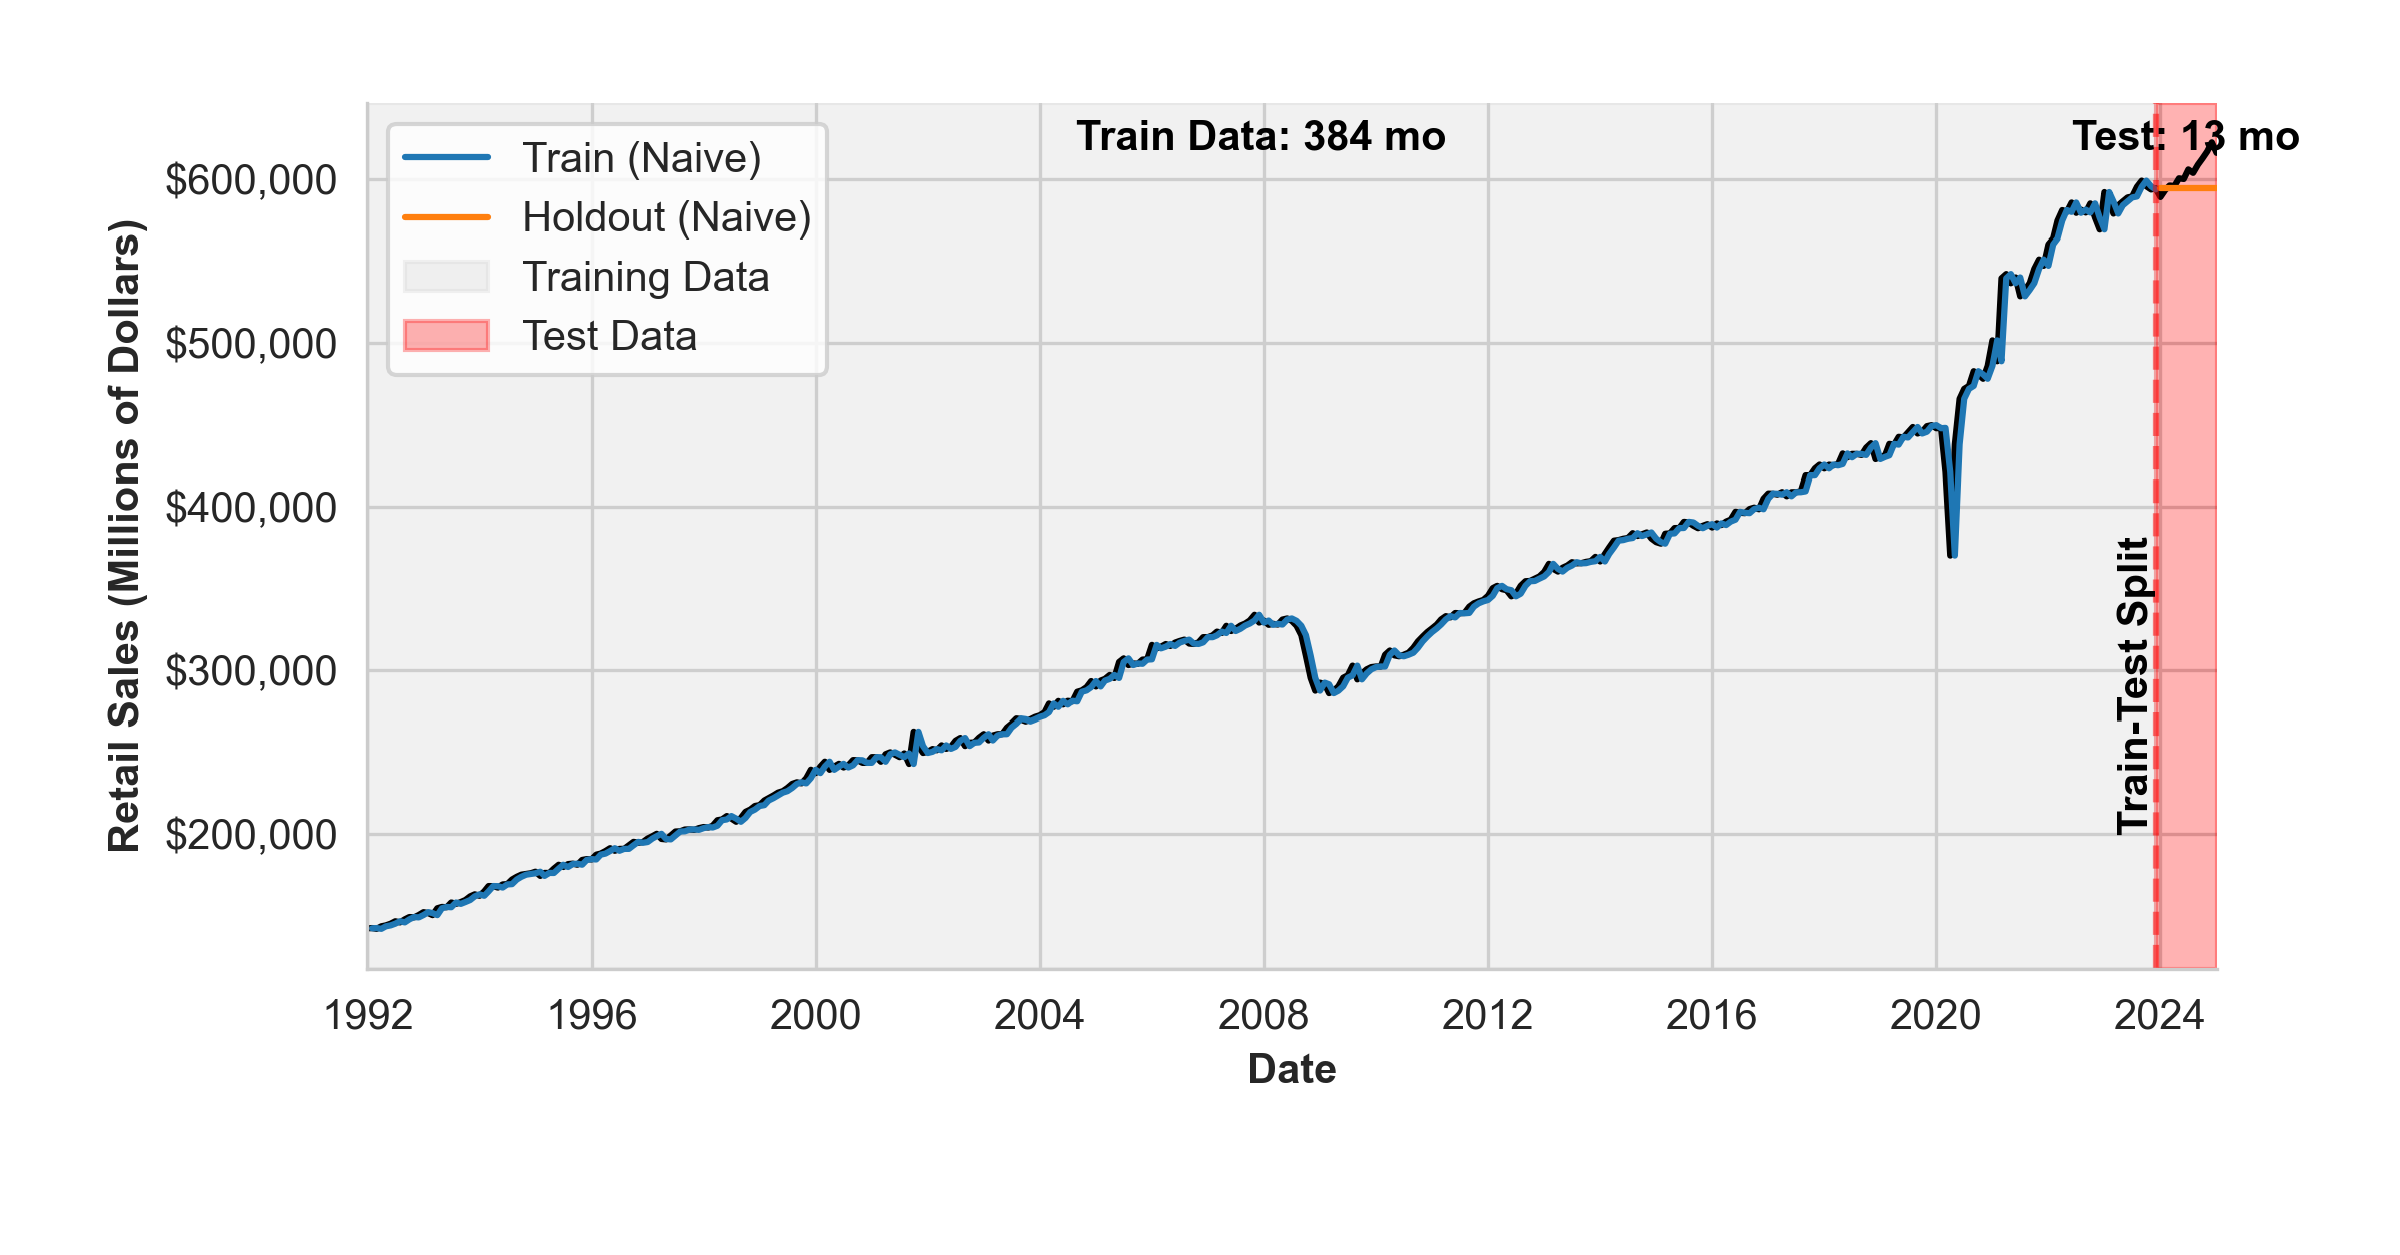 Train Data: 384 mo
Test: 13 mo
Train (Naive)
Holdout (Naive)
Training Data
Test Data
$600,000
$500,000
$400,000
$300,000
$200,000
Retail Sales (Millions of Dollars)
Train-Test Split
1992
1996
2000
2004
2008
2012
2016
2020
2024
Date